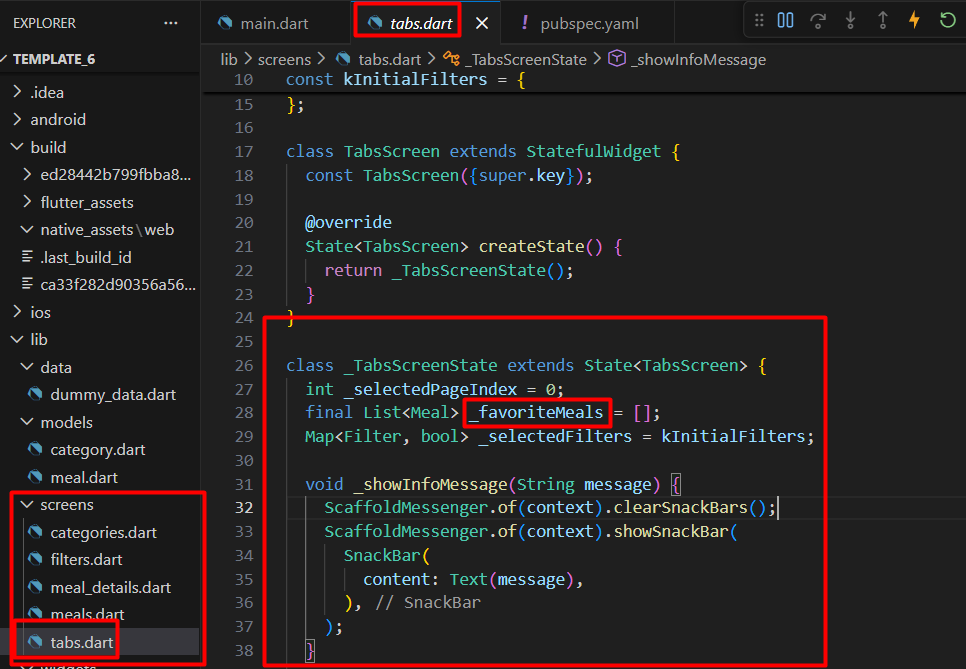 EXPLORER
...
main.dart
tabs.dart
pubspec.yaml
TEMPLATE_6
lib > screens > tabs.dart > _TabsScreenState > _showInfoMessage
.idea
android
build
ed28442b799fbba8...
flutter_assets
native_assets\web
.last_build_id
ca33f282d90356a56...
ios
lib
data
dummy_data.dart
models
category.dart
meal.dart
screens
categories.dart
filters.dart
meal_details.dart
meals.dart
tabs.dart
widgets
10 const kInitialFilters = {
15 };
16
17 class TabsScreen extends StatefulWidget {
18 const TabsScreen({super.key});
19
20 @override
21 State<TabsScreen> createState() {
22 return _TabsScreenState();
23 }
24 }
25
26 class _TabsScreenState extends State<TabsScreen> {
27 int _selectedPageIndex = 0;
28 final List<Meal> _favoriteMeals = [];
29 Map<Filter, bool> _selectedFilters = kInitialFilters;
30
31 void _showInfoMessage(String message) {
32 ScaffoldMessenger.of(context).clearSnackBars();
33 ScaffoldMessenger.of(context).showSnackBar(
34 SnackBar(
35 content: Text(message),
36 ), // SnackBar
37 );
38 }